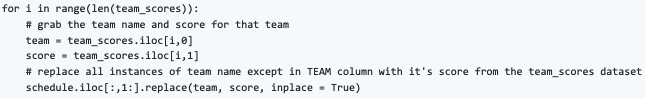 for i in range(len(team_scores)):
    # grab the team name and score for that team
    team = team_scores.iloc[i,0]
    score = team_scores.iloc[i,1]
    # replace all instances of team name except in TEAM column with it's score from the team_scores dataset
    schedule.iloc[:,1:].replace(team, score, inplace = True)